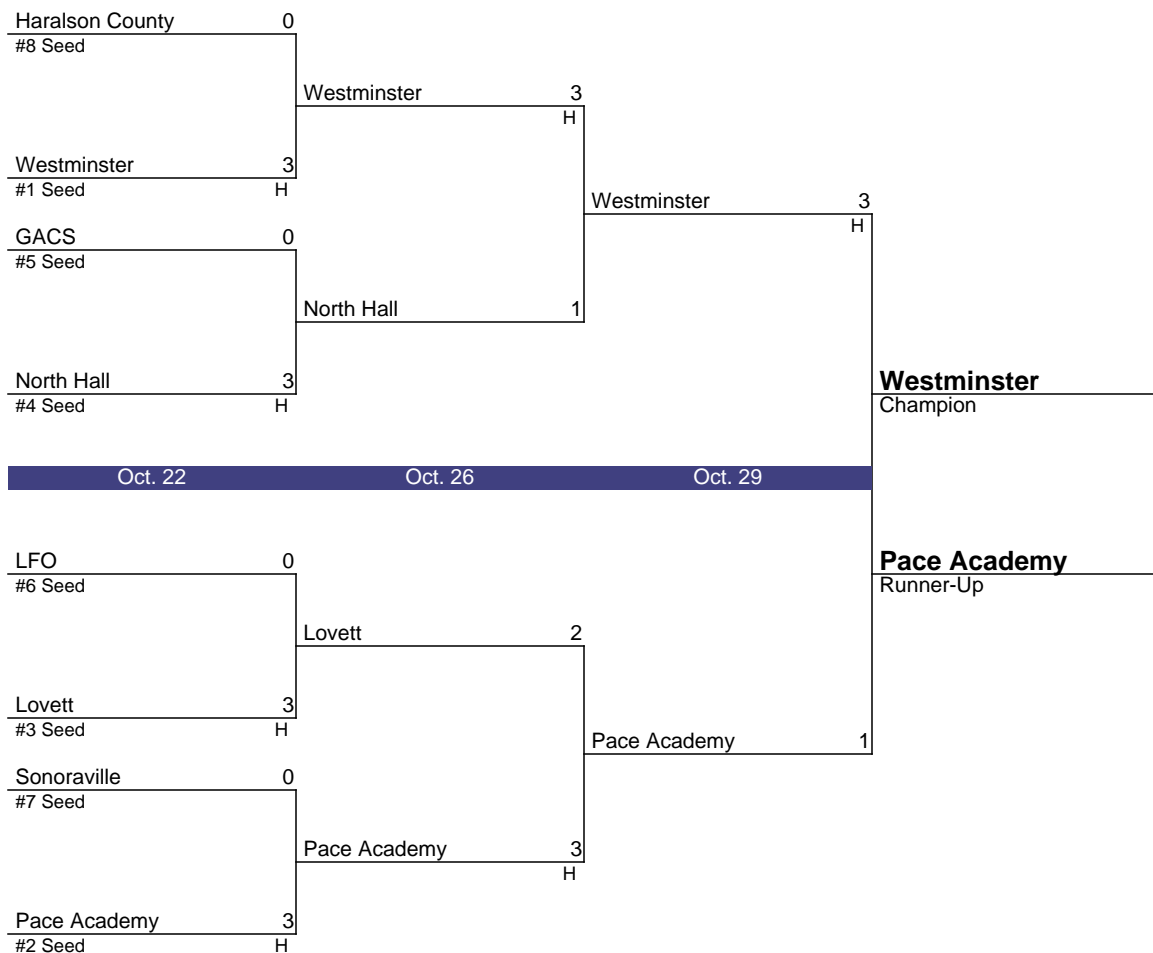 Haralson County 0
#8 Seed
Westminster 3
H
Westminster 3
#1 Seed H
Westminster 3
H
GACS 0
#5 Seed
North Hall 1
North Hall 3
#4 Seed H
Westminster
Champion
Oct. 22 Oct. 26 Oct. 29
LFO 0
#6 Seed
Pace Academy
Runner-Up
Lovett 2
Lovett 3
#3 Seed H
Pace Academy 1
Sonoraville 0
#7 Seed
Pace Academy 3
H
Pace Academy 3
#2 Seed H